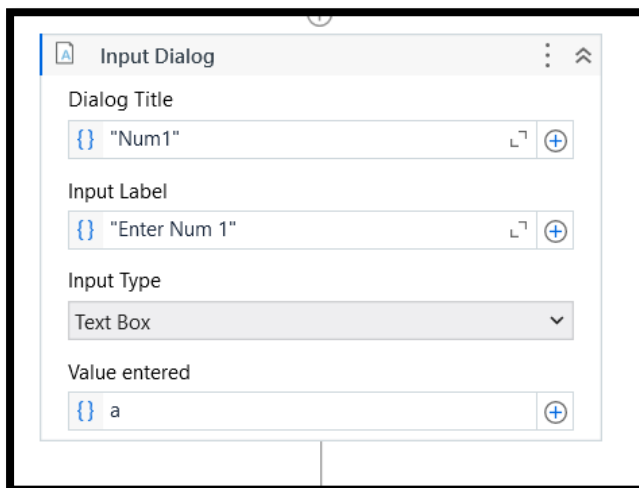 Input Dialog
Dialog Title
{} "Num1"
Input Label
{} "Enter Num 1"
Input Type
Text Box
Value entered
{} a